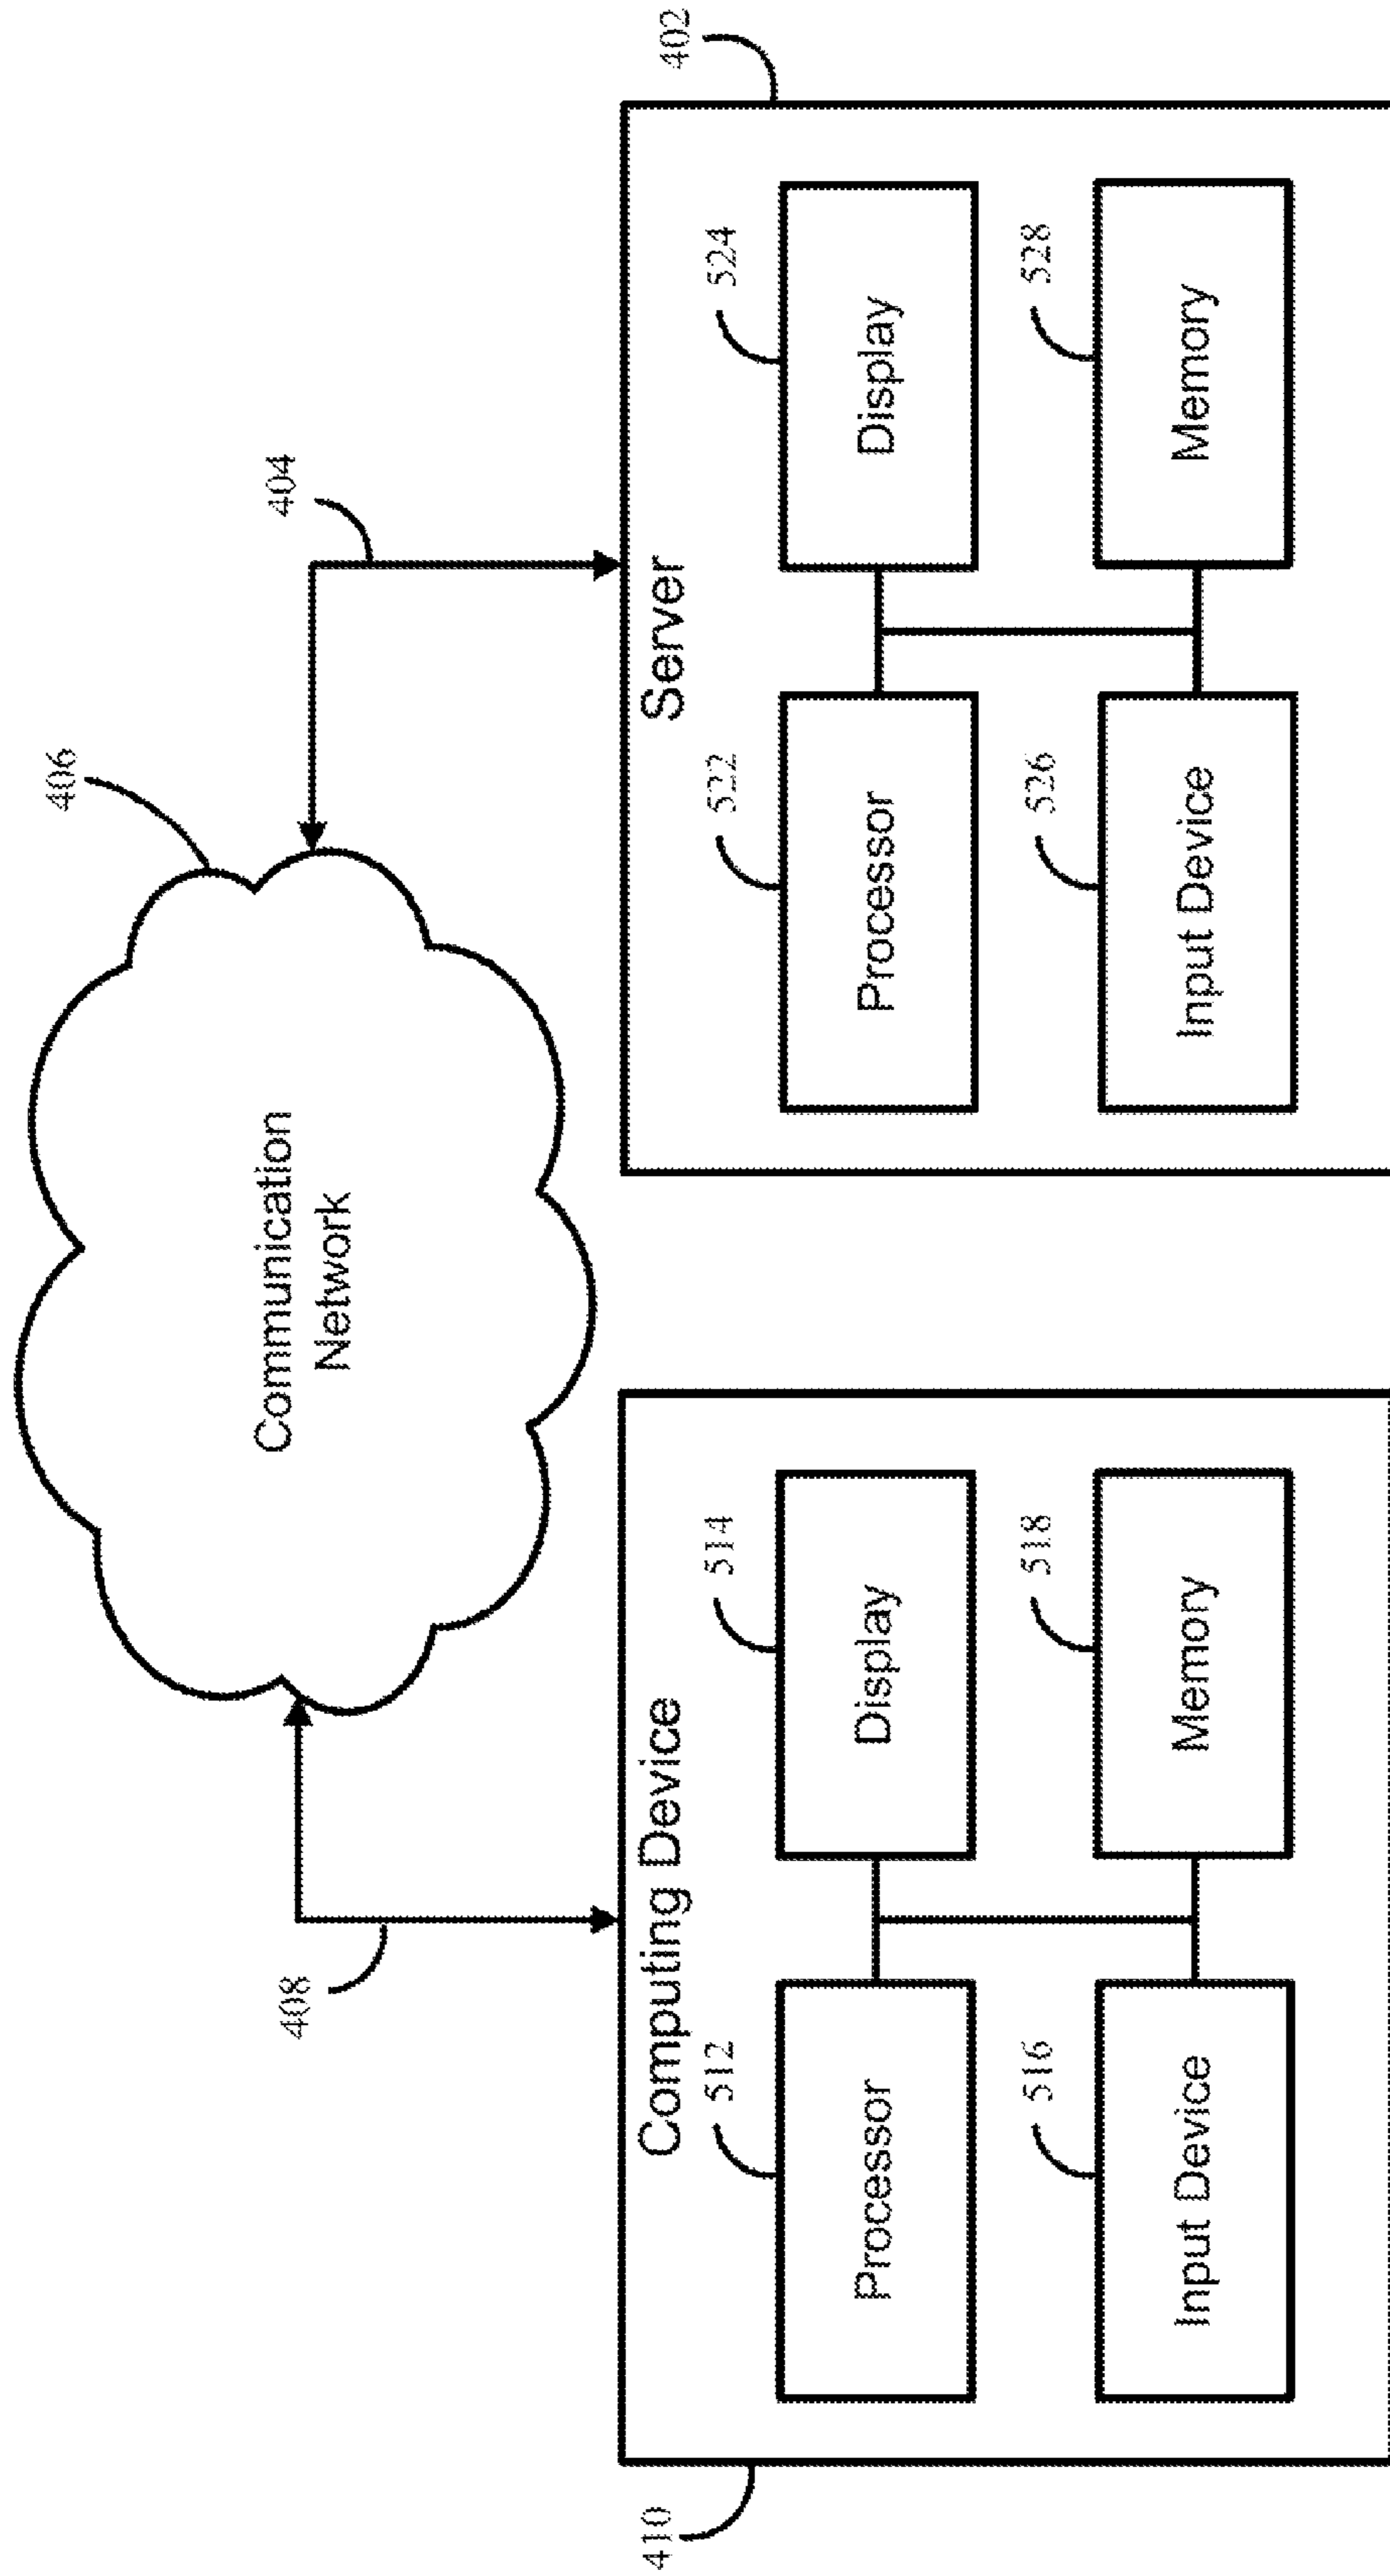 406
Communication
Network
408
404
410
Computing Device
512
Processor
514
Display
516
Input Device
518
Memory
402
Server
522
Processor
524
Display
526
Input Device
528
Memory